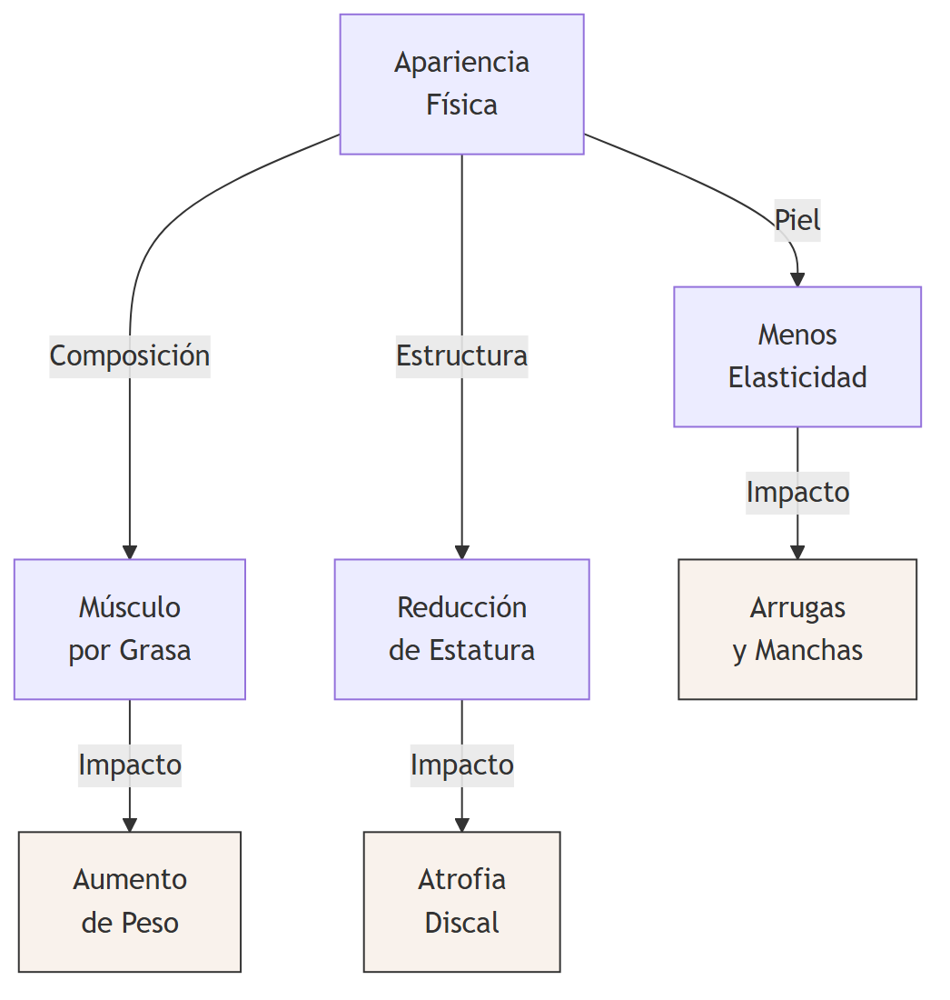 Apariencia
Física
Piel
Composición
Estructura
Menos
Elasticidad
Impacto
Músculo
por Grasa
Reducción
de Estatura
Arrugas
y Manchas
Impacto
Impacto
Aumento
de Peso
Atrofia
Discal